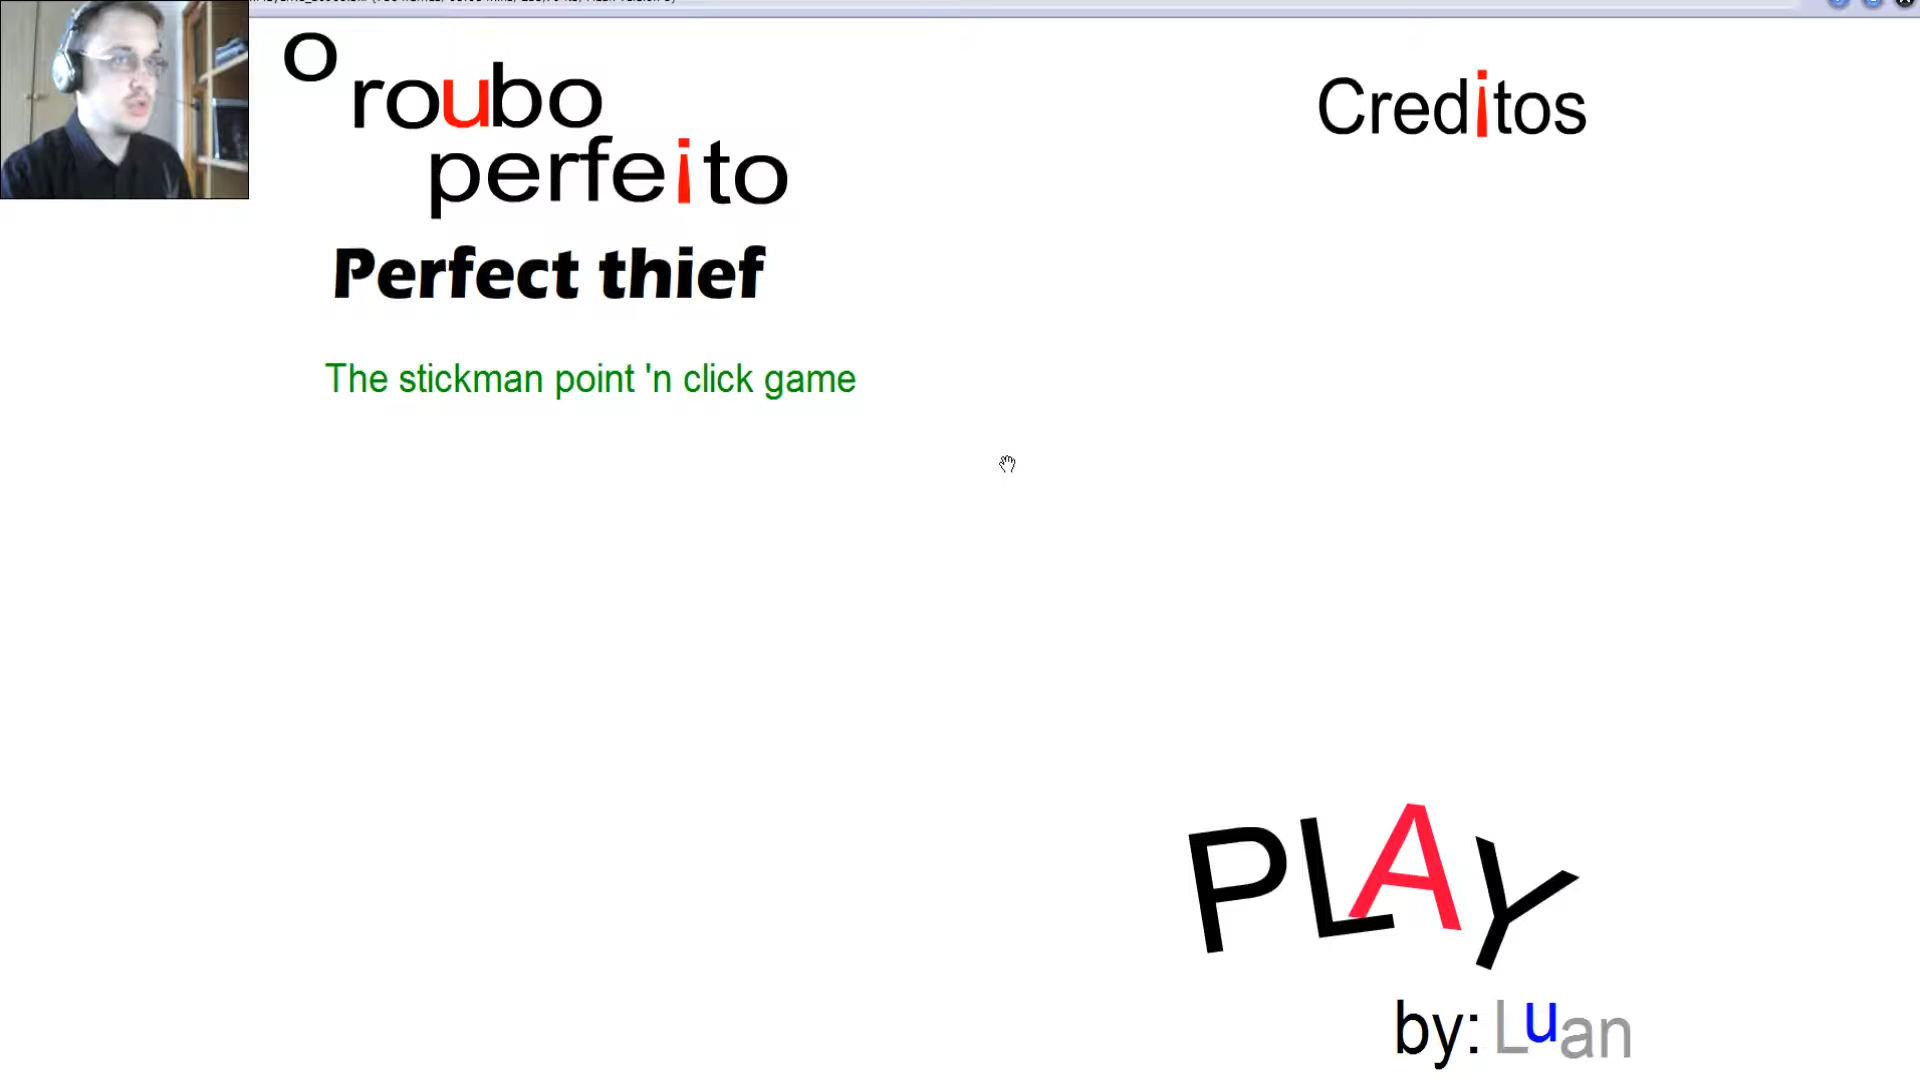 o
roubo
perfeito
Perfect thief
The stickman point 'n click game
Creditos
PLAY
by: Luan